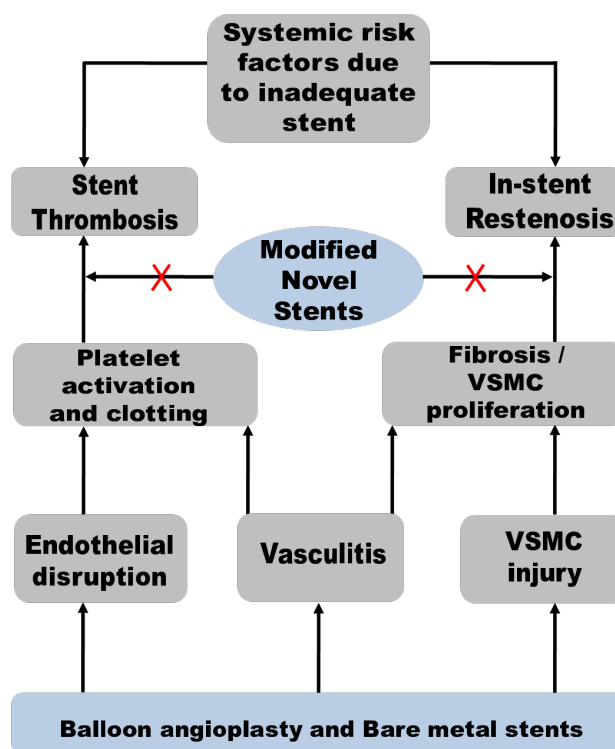 Systemic risk
factors due
to inadequate
stent
Stent
Thrombosis
In-stent
Restenosis
Modified
Novel
Stents
Platelet
activation
and clotting
Fibrosis /
VSMC
proliferation
Endothelial
disruption
Vasculitis
VSMC
injury
Balloon angioplasty and Bare metal stents